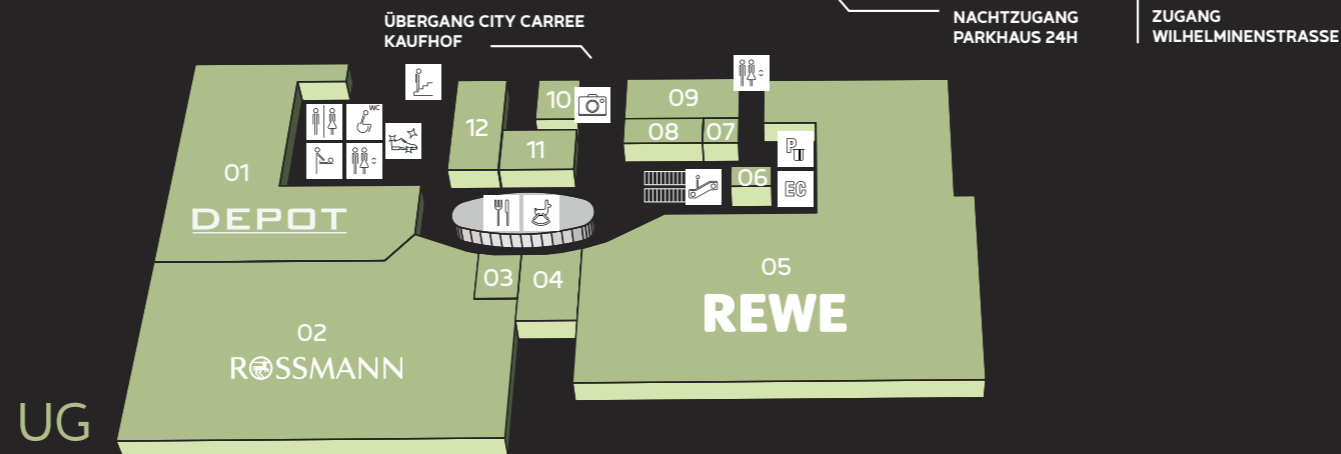 ÜBERGANG CITY CARREE
KAUFHOF
NACHTZUGANG
PARKHAUS 24H
ZUGANG
WILHELMINENSTRASSE
WC
10
09
12
08
07
11
P
01
06
EC
DEPOT
03
04
05
REWE
02
ROSSMANN
UG